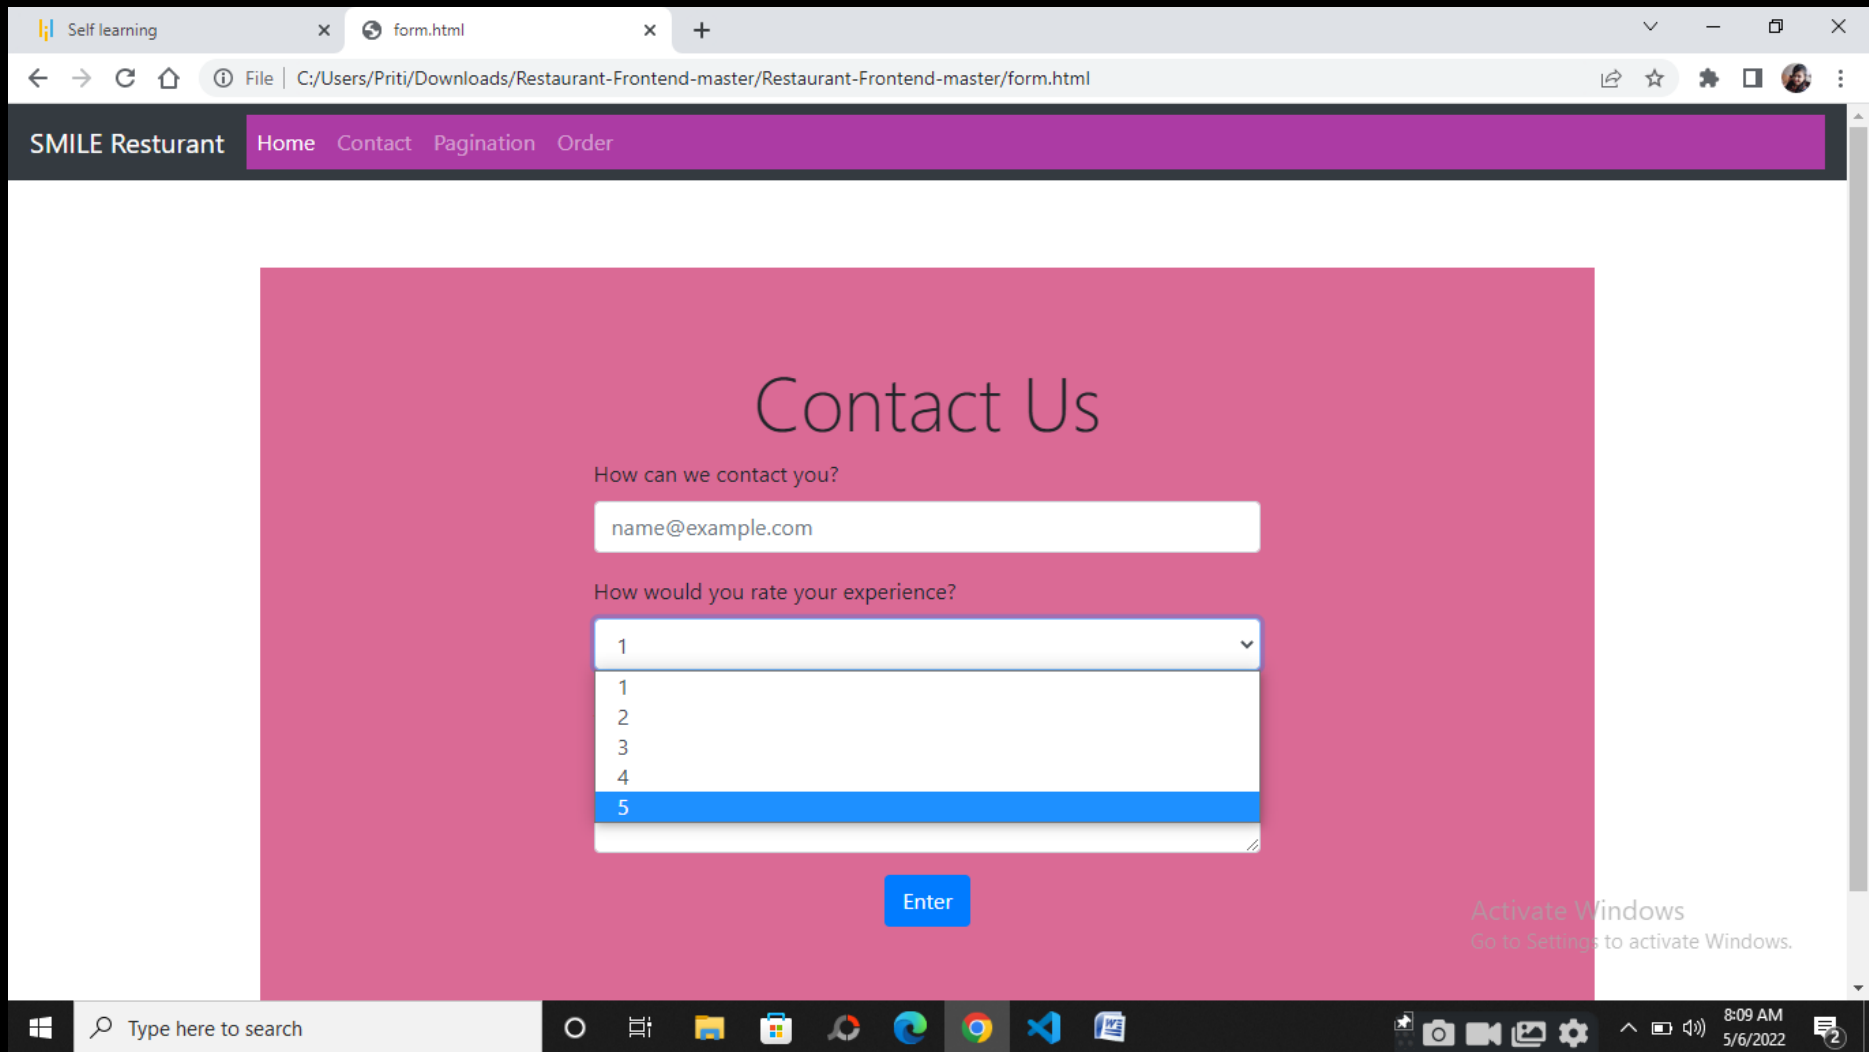 Self learning
form.html
File
C:/Users/Priti/Downloads/Restaurant-Frontend-master/Restaurant-Frontend-master/form.html
SMILE Resturant
Home Contact Pagination Order
Contact Us
How can we contact you?
name@example.com
How would you rate your experience?
1
1
2
3
4
5
Enter
Activate Windows
Go to Settings to activate Windows.
Type here to search
8:09 AM
5/6/2022
2